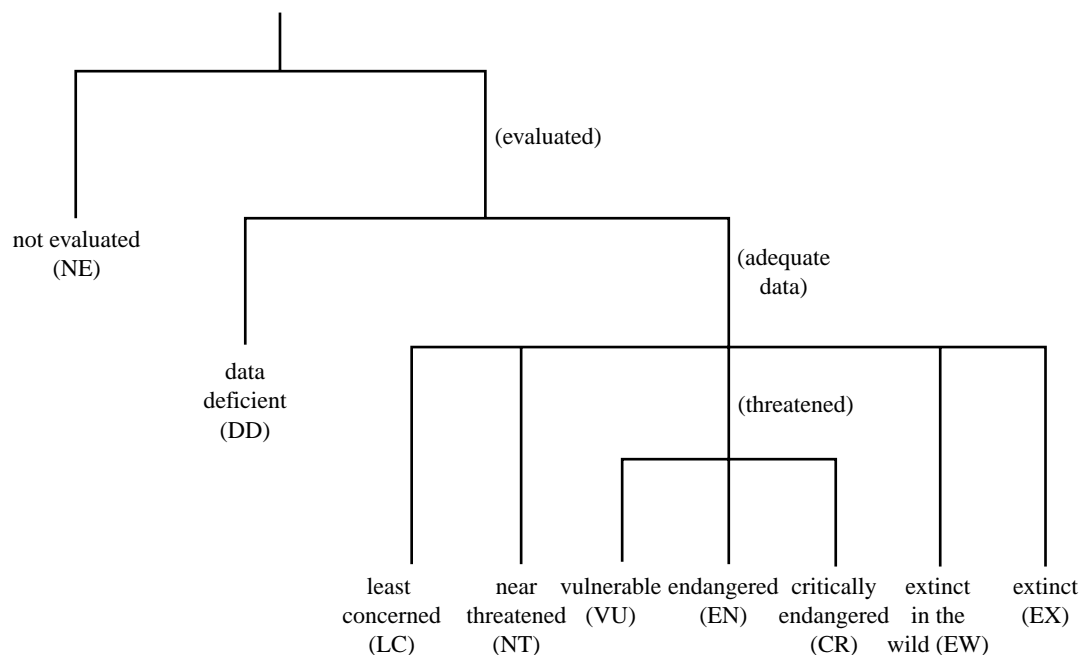 (evaluated)
not evaluated
(NE)
(adequate
data)
data
deficient
(DD)
(threatened)
least
concerned
(LC)
near
threatened
(NT)
vulnerable
(VU)
endangered
(EN)
critically
endangered
(CR)
extinct
in the
wild (EW)
extinct
(EX)